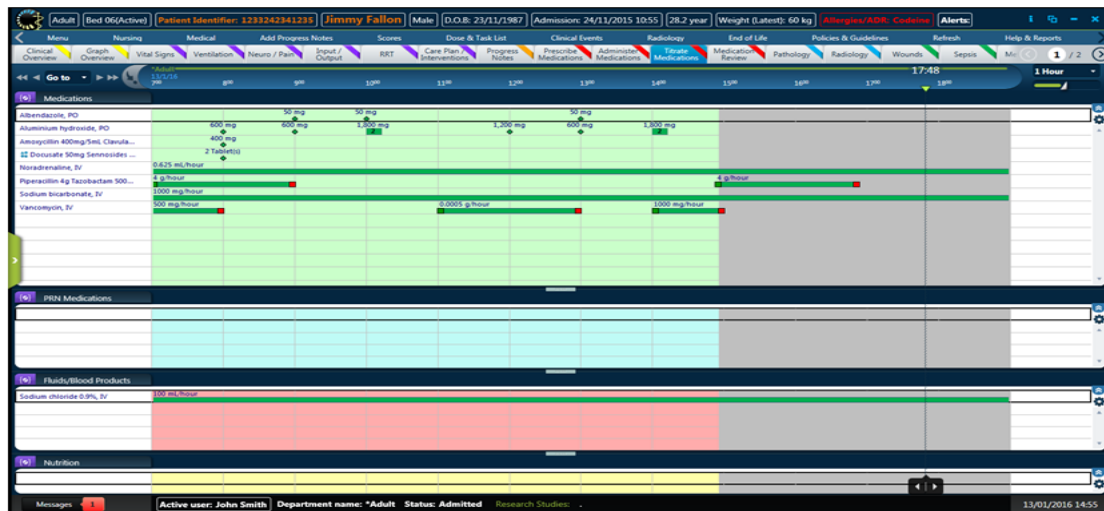 Adult Bed 06(Active) Patient Identifier: 1233242341235 Jimmy Fallon Male D.O.B: 23/11/1987 Admission: 24/11/2015 10:55 28.2 year Weight (Latest): 60 kg Allergies/ADR: Codeine Alerts:
Menu Nursing Medical Add Progress Notes Scores Dose & Task List Clinical Events Radiology End of Life Policies & Guidelines Refresh Help & Reports
Clinical Overview Graph Overview Vital Signs Ventilation Neuro / Pain Input / Output RRT Care Plan / Interventions Progress Notes Prescribe Medications Administer Medications Titrate Medications Medication Review Pathology Radiology Wounds Sepsis 1 / 2
Go to *Adult 17:48 1 Hour
13/1/16
7⁰⁰ 8⁰⁰ 9⁰⁰ 10⁰⁰ 11⁰⁰ 12⁰⁰ 13⁰⁰ 14⁰⁰ 15⁰⁰ 16⁰⁰ 17⁰⁰ 18⁰⁰
Medications
Albendazole, PO 50 mg 50 mg 50 mg
Aluminium hydroxide, PO 600 mg 600 mg 1,800 mg 1,200 mg 600 mg 1,800 mg
2 2
Amoxycillin 400mg/5mL Clavula... 400 mg
Docusate 50mg Sennosides ... 2 Tablet(s)
Noradrenaline, IV 0.625 mL/hour
Piperacillin 4g Tazobactam 500... 4 g/hour 4 g/hour
Sodium bicarbonate, IV 1000 mg/hour
Vancomycin, IV 500 mg/hour 0.0005 g/hour 1000 mg/hour
PRN Medications
Fluids/Blood Products
Sodium chloride 0.9%, IV 100 mL/hour
Nutrition
Messages 1 Active user: John Smith Department name: *Adult Status: Admitted Research Studies: . 13/01/2016 14:55